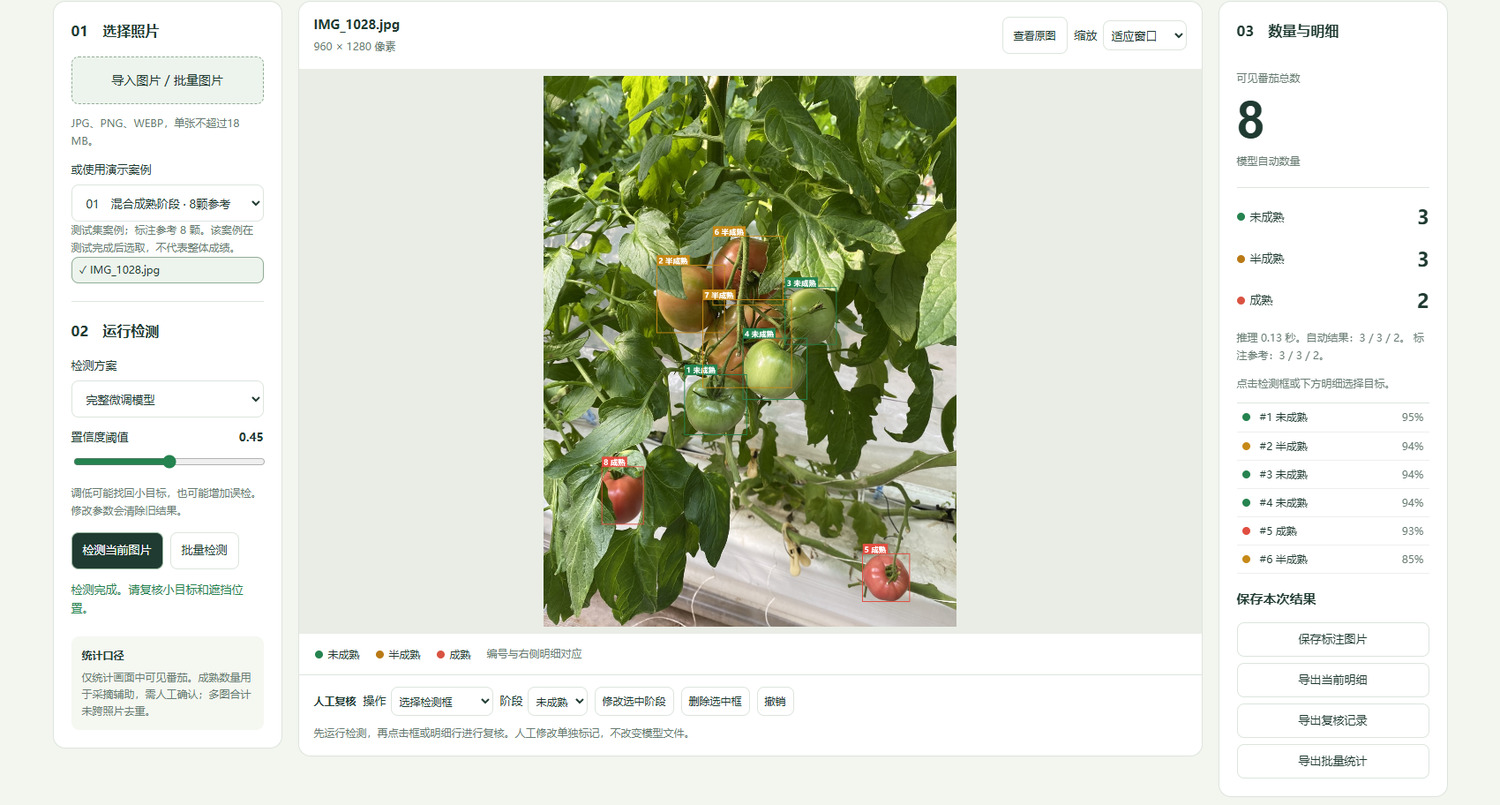 01 选择照片
导入图片 / 批量图片
JPG、PNG、WEBP，单张不超过18
MB。
或使用演示案例
01 混合成熟阶段 · 8颗参考
测试集案例；标注参考 8 颗。该案例在
测试完成后选取，不代表整体成绩。
✓ IMG_1028.jpg
02 运行检测
检测方案
完整微调模型
置信度阈值 0.45
调低可能找回小目标，也可能增加误检。
修改参数会清除旧结果。
检测当前图片 批量检测
检测完成。请复核小目标和遮挡位
置。
统计口径
仅统计画面中可见番茄。成熟数量用
于采摘辅助，需人工确认；多图合计
未跨照片去重。
IMG_1028.jpg
960 × 1280 像素
查看原图 缩放 适应窗口
6 半成熟
2 半成熟
3 未成熟
7 半成熟
4 未成熟
1 未成熟
8 成熟
5 成熟
未成熟 半成熟 成熟 编号与右侧明细对应
人工复核 操作 选择检测框 阶段 未成熟 修改选中阶段 删除选中框 撤销
先运行检测，再点击框或明细行进行复核。人工修改单独标记，不改变模型文件。
03 数量与明细
可见番茄总数
8
模型自动数量
未成熟 3
半成熟 3
成熟 2
推理 0.13 秒。自动结果：3 / 3 / 2。 标
注参考：3 / 3 / 2。
点击检测框或下方明细选择目标。
#1 未成熟 95%
#2 半成熟 94%
#3 未成熟 94%
#4 未成熟 94%
#5 成熟 93%
#6 半成熟 85%
保存本次结果
保存标注图片
导出当前明细
导出复核记录
导出批量统计